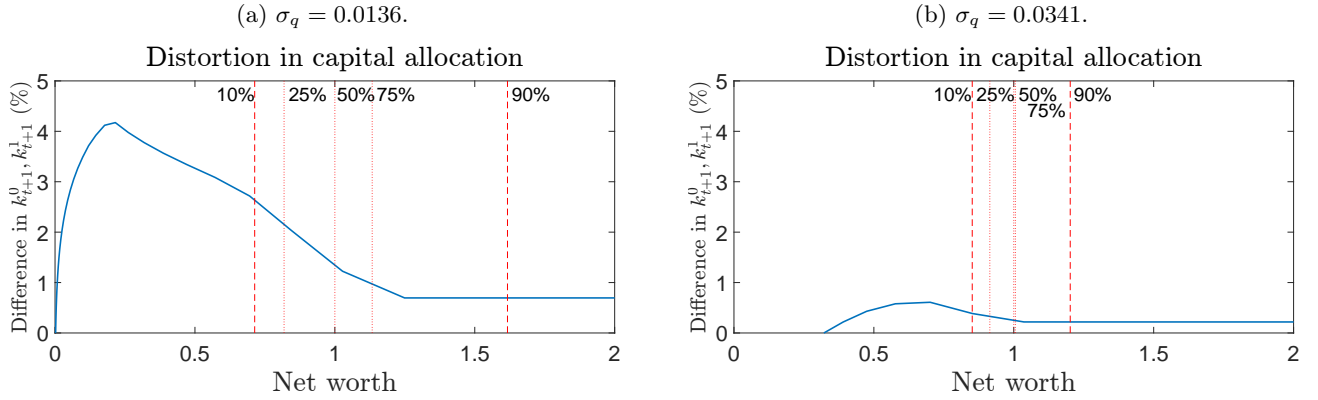 (a) σ_q = 0.0136.
Distortion in capital allocation
Difference in k^0_{t+1}, k^1_{t+1} (%)
5
4
3
2
1
0
10% 25% 50% 75% 90%
0 0.5 1 1.5 2
Net worth
(b) σ_q = 0.0341.
Distortion in capital allocation
Difference in k^0_{t+1}, k^1_{t+1} (%)
5
4
3
2
1
0
10% 25% 50% 90%
75%
0 0.5 1 1.5 2
Net worth